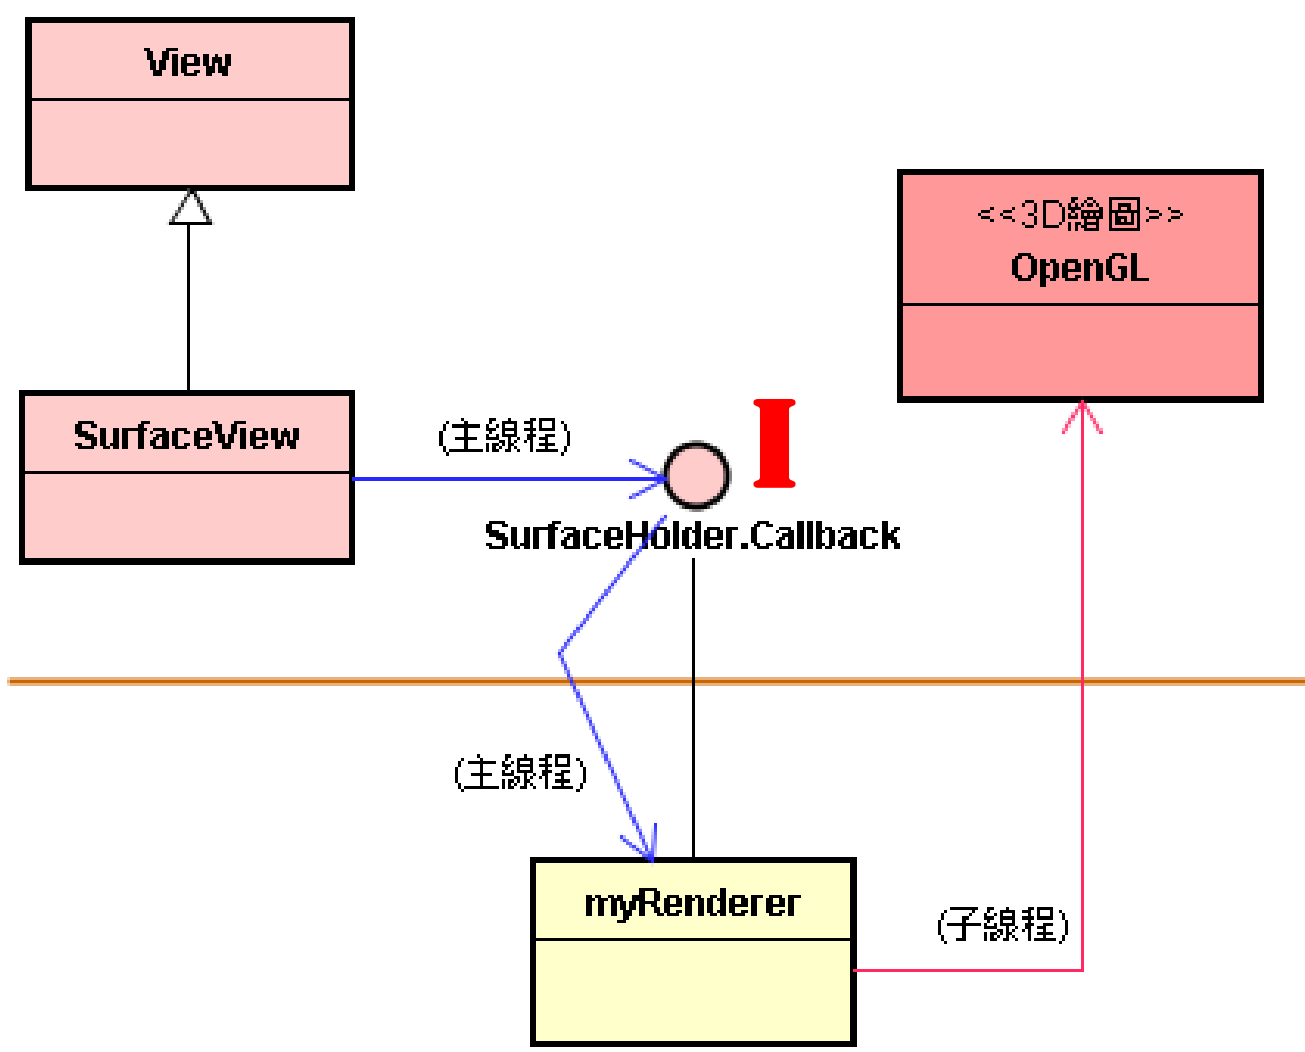 View
<<3D繪圖>>
OpenGL
SurfaceView
(主線程)
I
SurfaceHolder.Callback
(主線程)
myRenderer
(子線程)